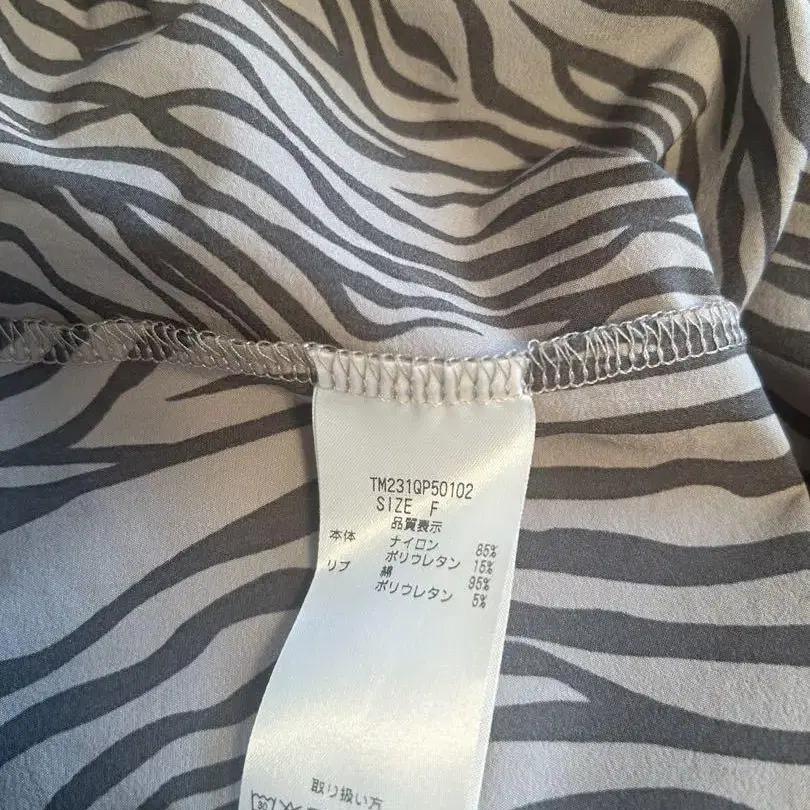 TM231QP50102
SIZE F
品質表示
本体 ナイロン 85%
ポリウレタン 15%
リブ 綿 95%
ポリウレタン 5%
取り扱い方
30